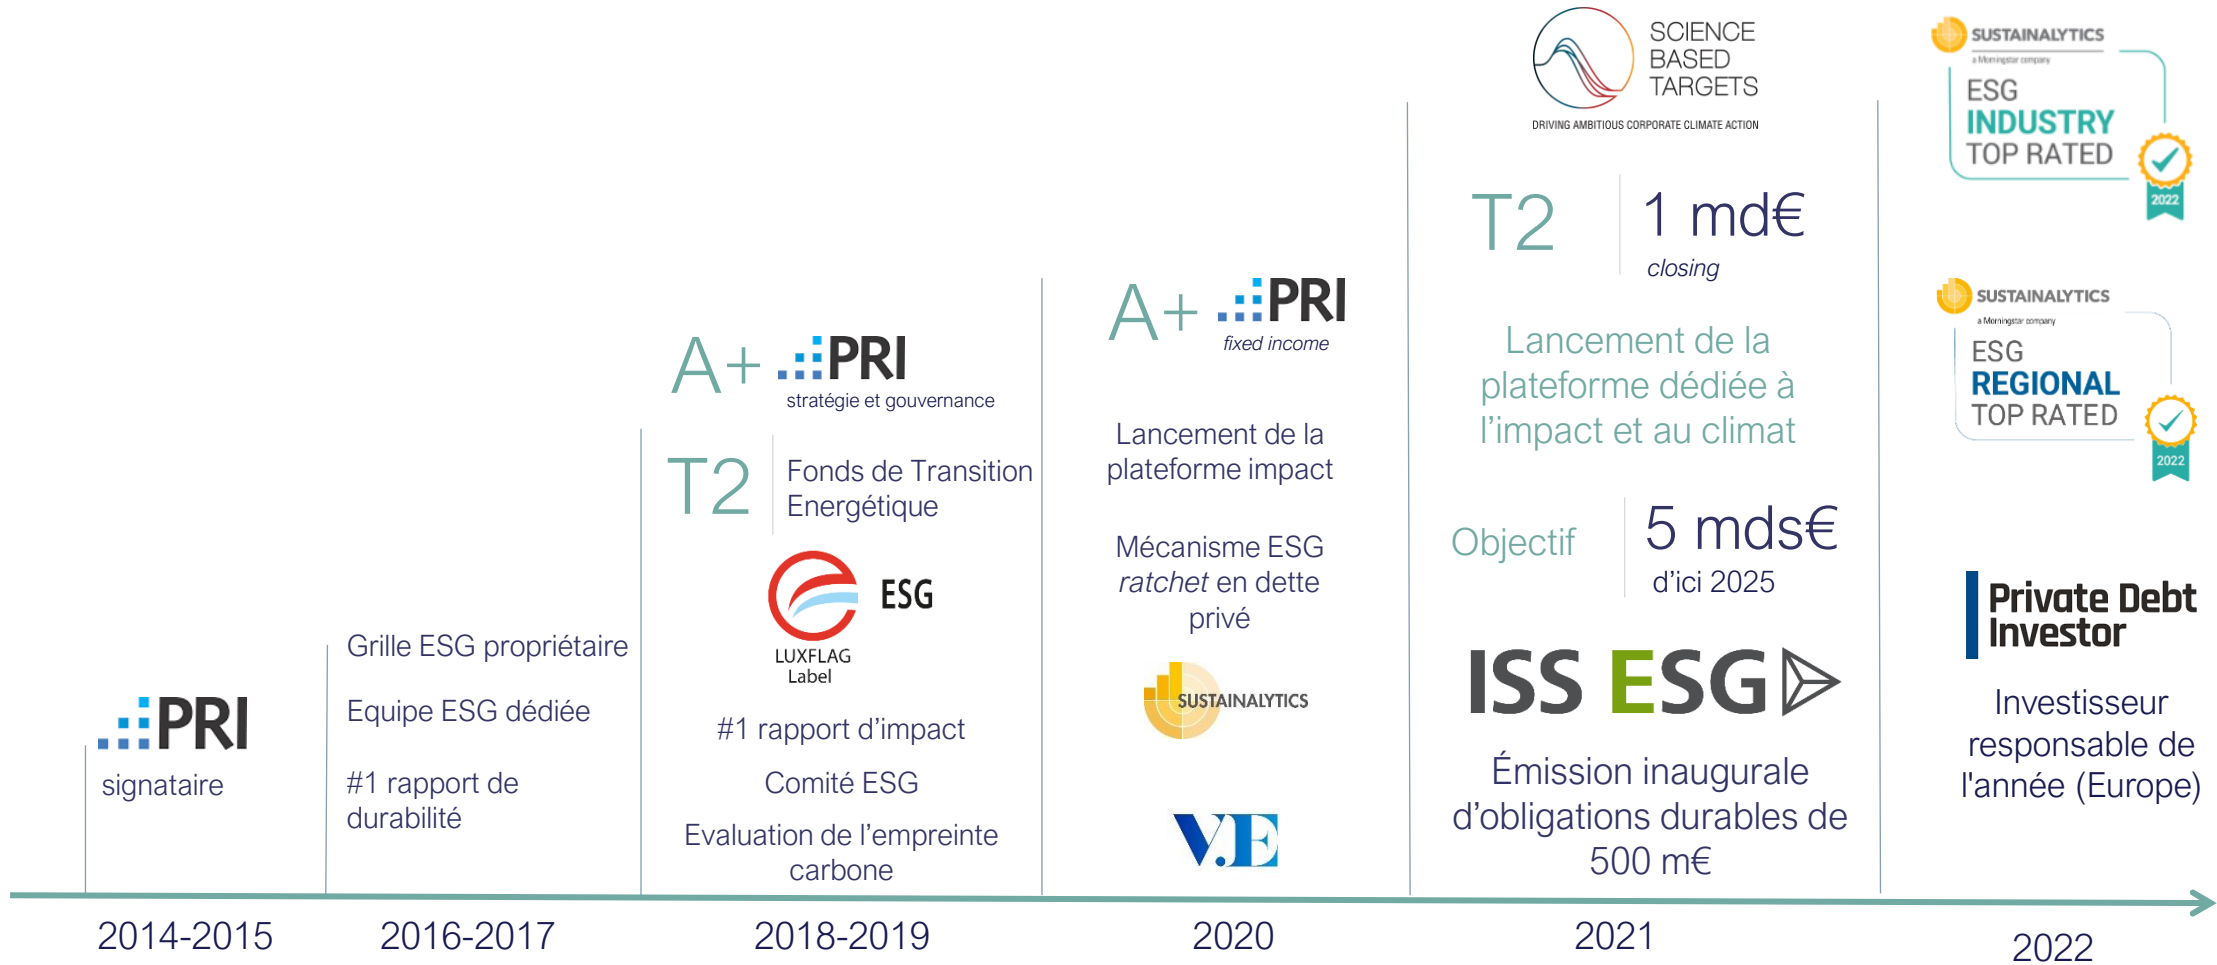 PRI
signataire
2014-2015
Grille ESG propriétaire
Equipe ESG dédiée
#1 rapport de
durabilité
2016-2017
A+ PRI
stratégie et gouvernance
T2
Fonds de Transition
Energétique
ESG
LUXFLAG
Label
#1 rapport d’impact
Comité ESG
Evaluation de l’empreinte
carbone
2018-2019
A+ PRI
fixed income
Lancement de la
plateforme impact
Mécanisme ESG
ratchet en dette
privé
SUSTAINALYTICS
V.E
2020
SCIENCE
BASED
TARGETS
DRIVING AMBITIOUS CORPORATE CLIMATE ACTION
T2
1 md€
closing
Lancement de la
plateforme dédiée à
l’impact et au climat
Objectif
5 mds€
d’ici 2025
ISS ESG
Émission inaugurale
d’obligations durables de
500 m€
2021
SUSTAINALYTICS
a Morningstar company
ESG
INDUSTRY
TOP RATED
2022
SUSTAINALYTICS
a Morningstar company
ESG
REGIONAL
TOP RATED
2022
Private Debt
Investor
Investisseur
responsable de
l'année (Europe)
2022